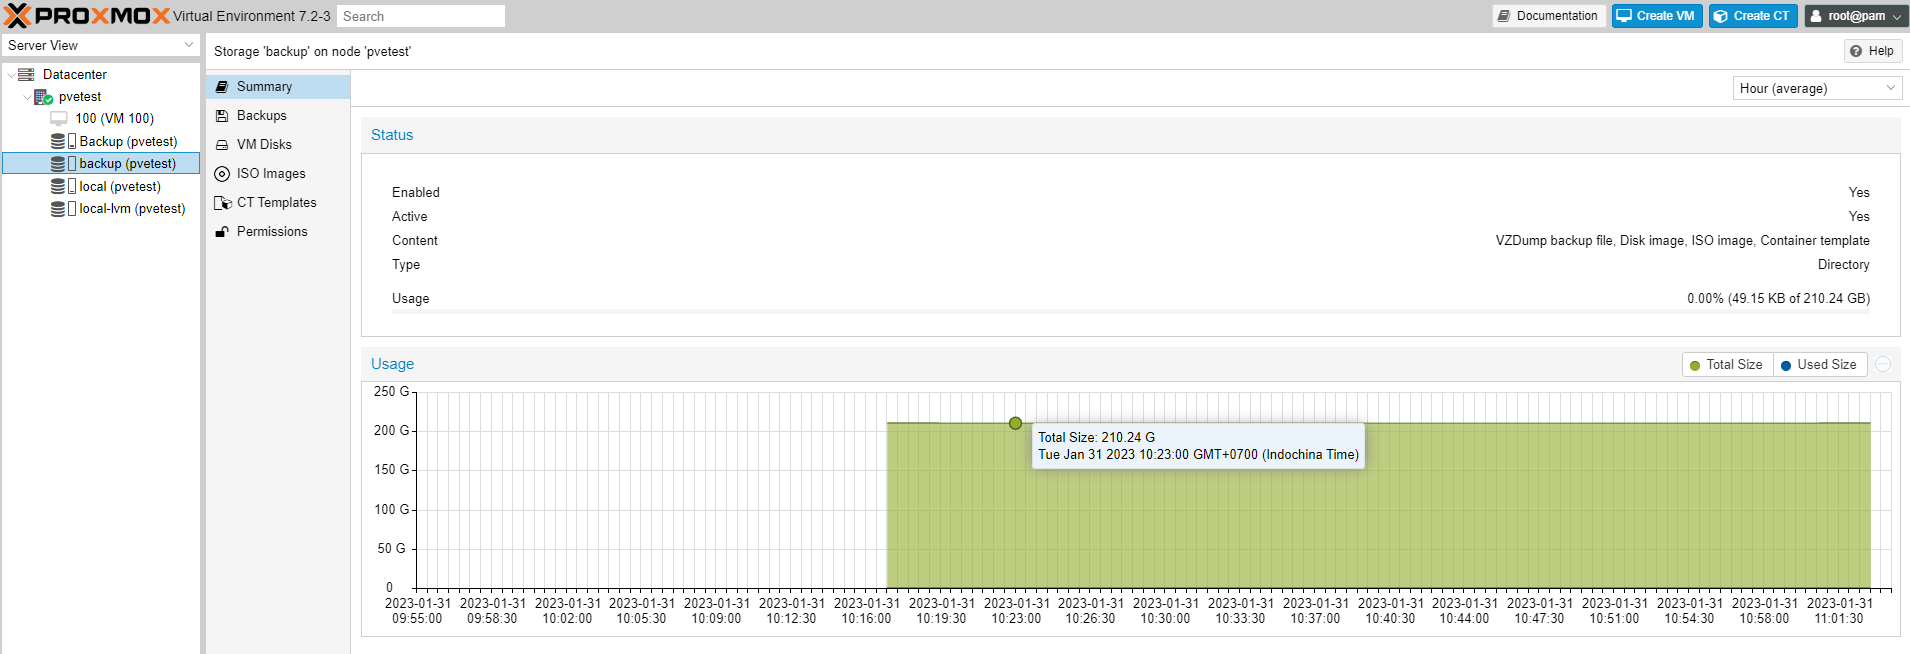 PROXMOX Virtual Environment 7.2-3 Search Documentation Create VM Create CT root@pam
Server View
Storage 'backup' on node 'pvetest' Help
Datacenter
pvetest
100 (VM 100)
Backup (pvetest)
backup (pvetest)
local (pvetest)
local-lvm (pvetest)
Summary
Backups
VM Disks
ISO Images
CT Templates
Permissions
Hour (average)
Status
Enabled Yes
Active Yes
Content VZDump backup file, Disk image, ISO image, Container template
Type Directory
Usage 0.00% (49.15 KB of 210.24 GB)
Usage Total Size Used Size
250 G
200 G
150 G
100 G
50 G
0
Total Size: 210.24 G
Tue Jan 31 2023 10:23:00 GMT+0700 (Indochina Time)
2023-01-31 2023-01-31 2023-01-31 2023-01-31 2023-01-31 2023-01-31 2023-01-31 2023-01-31 2023-01-31 2023-01-31 2023-01-31 2023-01-31 2023-01-31 2023-01-31 2023-01-31 2023-01-31 2023-01-31 2023-01-31 2023-01-31 2023-01-31
09:55:00 09:58:30 10:02:00 10:05:30 10:09:00 10:12:30 10:16:00 10:19:30 10:23:00 10:26:30 10:30:00 10:33:30 10:37:00 10:40:30 10:44:00 10:47:30 10:51:00 10:54:30 10:58:00 11:01:30